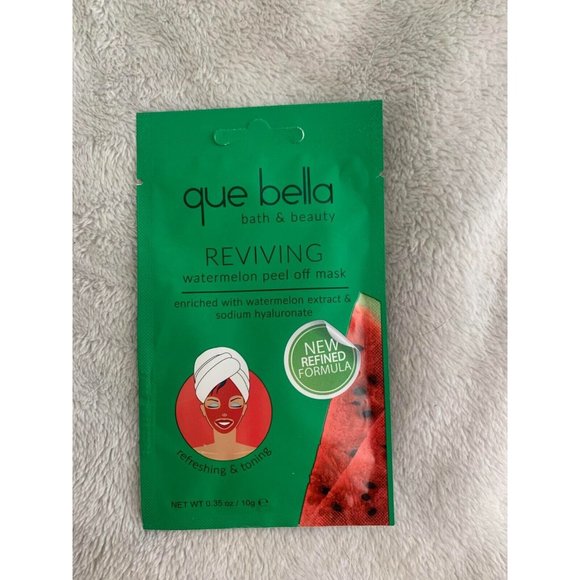 que bella
bath & beauty
REVIVING
watermelon peel off mask
enriched with watermelon extract &
sodium hyaluronate
NEW
REFINED
FORMULA
refreshing & toning
NET WT 0.35 oz / 10g ℮